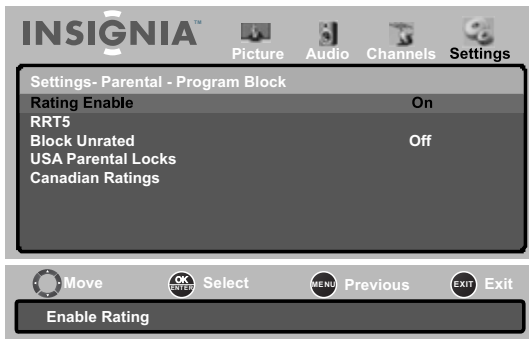 INSIGNIA™
Picture Audio Channels Settings
Settings- Parental - Program Block
Rating Enable On
RRT5
Block Unrated Off
USA Parental Locks
Canadian Ratings
Move OK ENTER Select MENU Previous EXIT Exit
Enable Rating